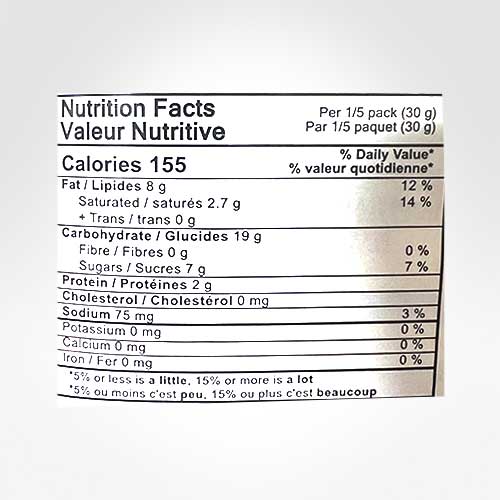 Nutrition Facts
Valeur Nutritive
Per 1/5 pack (30 g)
Par 1/5 paquet (30 g)
Calories 155
% Daily Value*
% valeur quotidienne*
Fat / Lipides 8 g 12 %
Saturated / saturés 2.7 g 14 %
+ Trans / trans 0 g
Carbohydrate / Glucides 19 g
Fibre / Fibres 0 g 0 %
Sugars / Sucres 7 g 7 %
Protein / Protéines 2 g
Cholesterol / Cholestérol 0 mg
Sodium 75 mg 3 %
Potassium 0 mg 0 %
Calcium 0 mg 0 %
Iron / Fer 0 mg 0 %
*5% or less is a little, 15% or more is a lot
*5% ou moins c'est peu, 15% ou plus c'est beaucoup